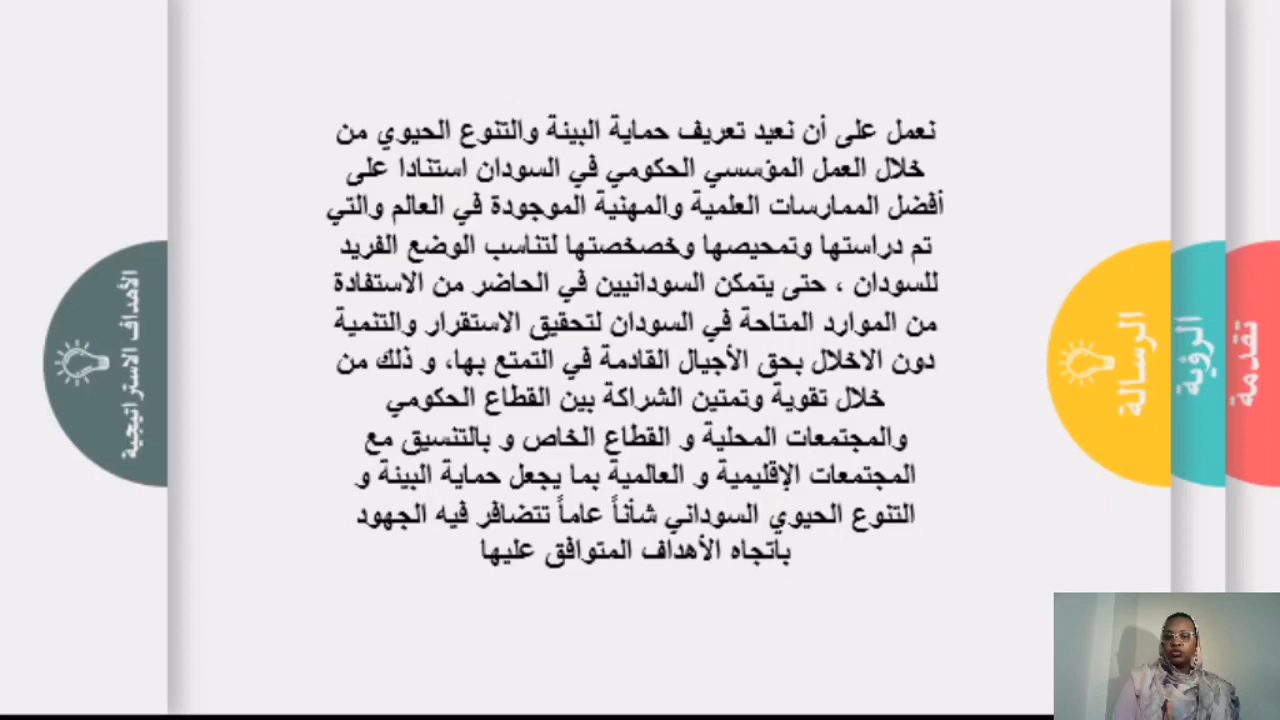 نعمل على أن نعيد تعريف حماية البيئة والتنوع الحيوي من
خلال العمل المؤسسي الحكومي في السودان استنادا على
أفضل الممارسات العلمية والمهنية الموجودة في العالم والتي
تم دراستها وتمحيصها وخصخصتها لتناسب الوضع الفريد
للسودان ، حتى يتمكن السودانيين في الحاضر من الاستفادة
من الموارد المتاحة في السودان لتحقيق الاستقرار والتنمية
دون الاخلال بحق الأجيال القادمة في التمتع بها، و ذلك من
خلال تقوية وتمتين الشراكة بين القطاع الحكومي
والمجتمعات المحلية و القطاع الخاص و بالتنسيق مع
المجتمعات الإقليمية و العالمية بما يجعل حماية البيئة و
التنوع الحيوي السوداني شأناً عاماً تتضافر فيه الجهود
باتجاه الأهداف المتوافق عليها
تقدمة
الرؤية
الرسالة
الأهداف الاستراتيجية